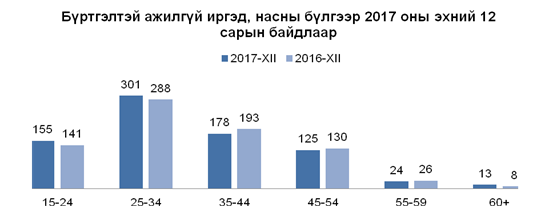 Бүртгэлтэй ажилгүй иргэд, насны бүлгээр 2017 оны эхний 12
сарын байдлаар
2017-XII 2016-XII
155 141 301 288 178 193 125 130 24 26 13 8
15-24 25-34 35-44 45-54 55-59 60+